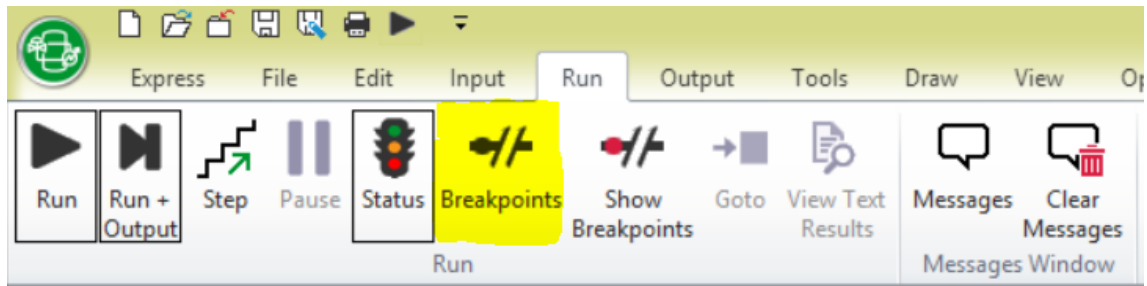 Express File Edit Input Run Output Tools Draw View Op
Run Run + Output Step Pause Status Breakpoints Show Breakpoints Goto View Text Results Messages Clear Messages
Run Messages Window